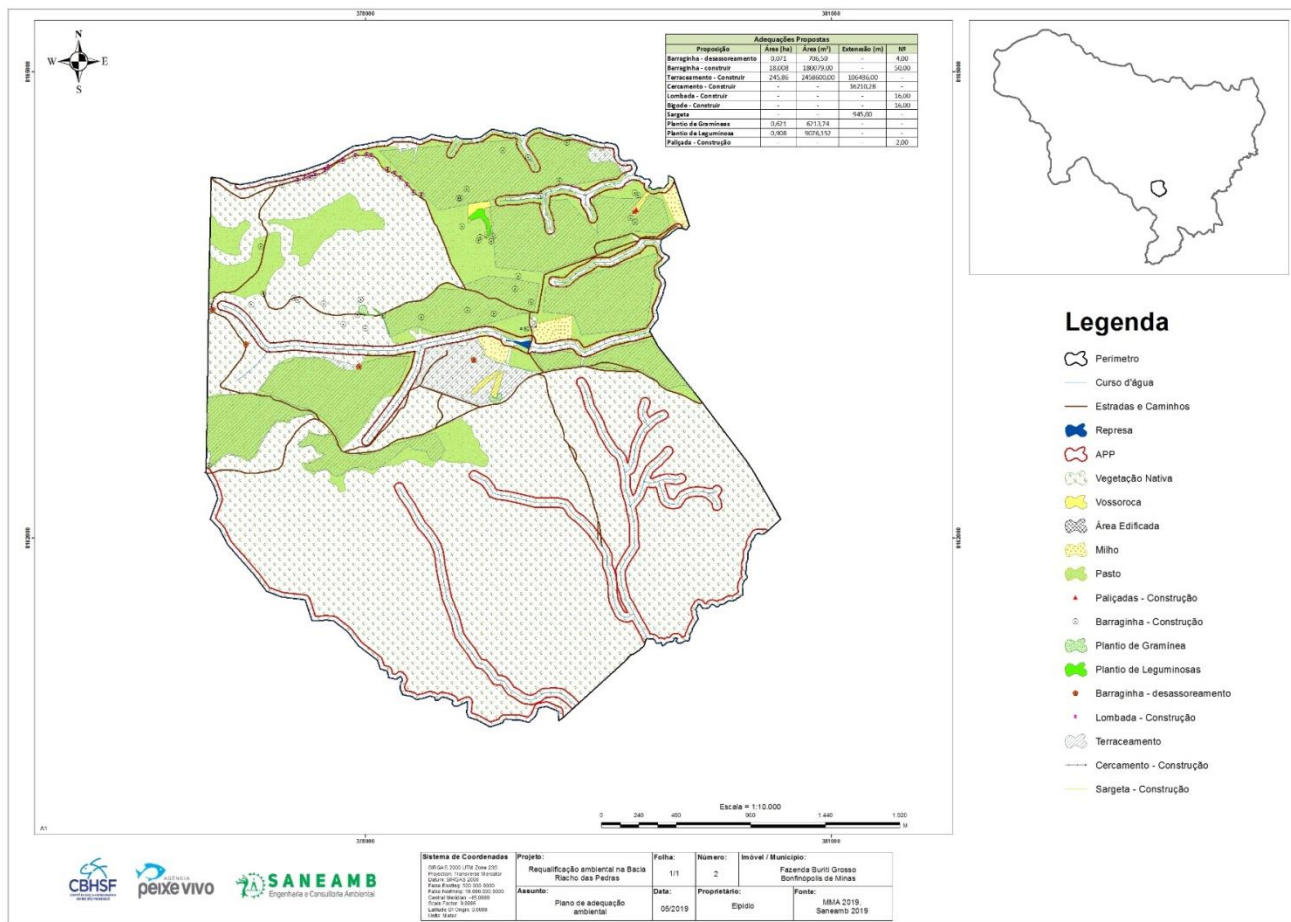 378000
381000
N
W
E
S
Adequações Propostas
Proposição Área (ha) Área (m²) Extensão (m) Nº
Barraginha - desassoreamento 0,071 706,50 - 4,00
Barraginha - construir 18,008 180079,00 - 50,00
Terraceamento - Construir 245,86 2458600,00 106436,00 -
Cercamento - Construir - - 36210,28 -
Lombada - Construir - - - 16,00
Bigode - Construir - - - 16,00
Sargeta - - 945,00 -
Plantio de Gramíneas 0,621 6213,74 - -
Plantio de Leguminosa 0,908 9076,152 - -
Paliçada - Construção - - - 2,00
Legenda
Perímetro
Curso d'água
Estradas e Caminhos
Represa
APP
Vegetação Nativa
Vossoroca
Área Edificada
Milho
Pasto
Paliçadas - Construção
Barraginha - Construção
Plantio de Gramínea
Plantio de Leguminosas
Barraginha - desassoreamento
Lombada - Construção
Terraceamento
Cercamento - Construção
Sargeta - Construção
Escala = 1:10.000
0 240 480 960 1.440 1.920
M
A1
378000
381000
CBHSF
AGÊNCIA
peixe vivo
SANEAMB
Engenharia e Consultoria Ambiental
Sistema de Coordenadas
Projeto:
Requalificação ambiental na Bacia
Riacho das Pedras
Folha:
1/1
Número:
2
Imóvel / Município:
Fazenda Buriti Grosso
Bonfinópolis de Minas
Assunto:
Plano de adequação
ambiental
Data:
05/2019
Proprietário:
Elpidio
Fonte:
MMA 2019,
Saneamb 2019